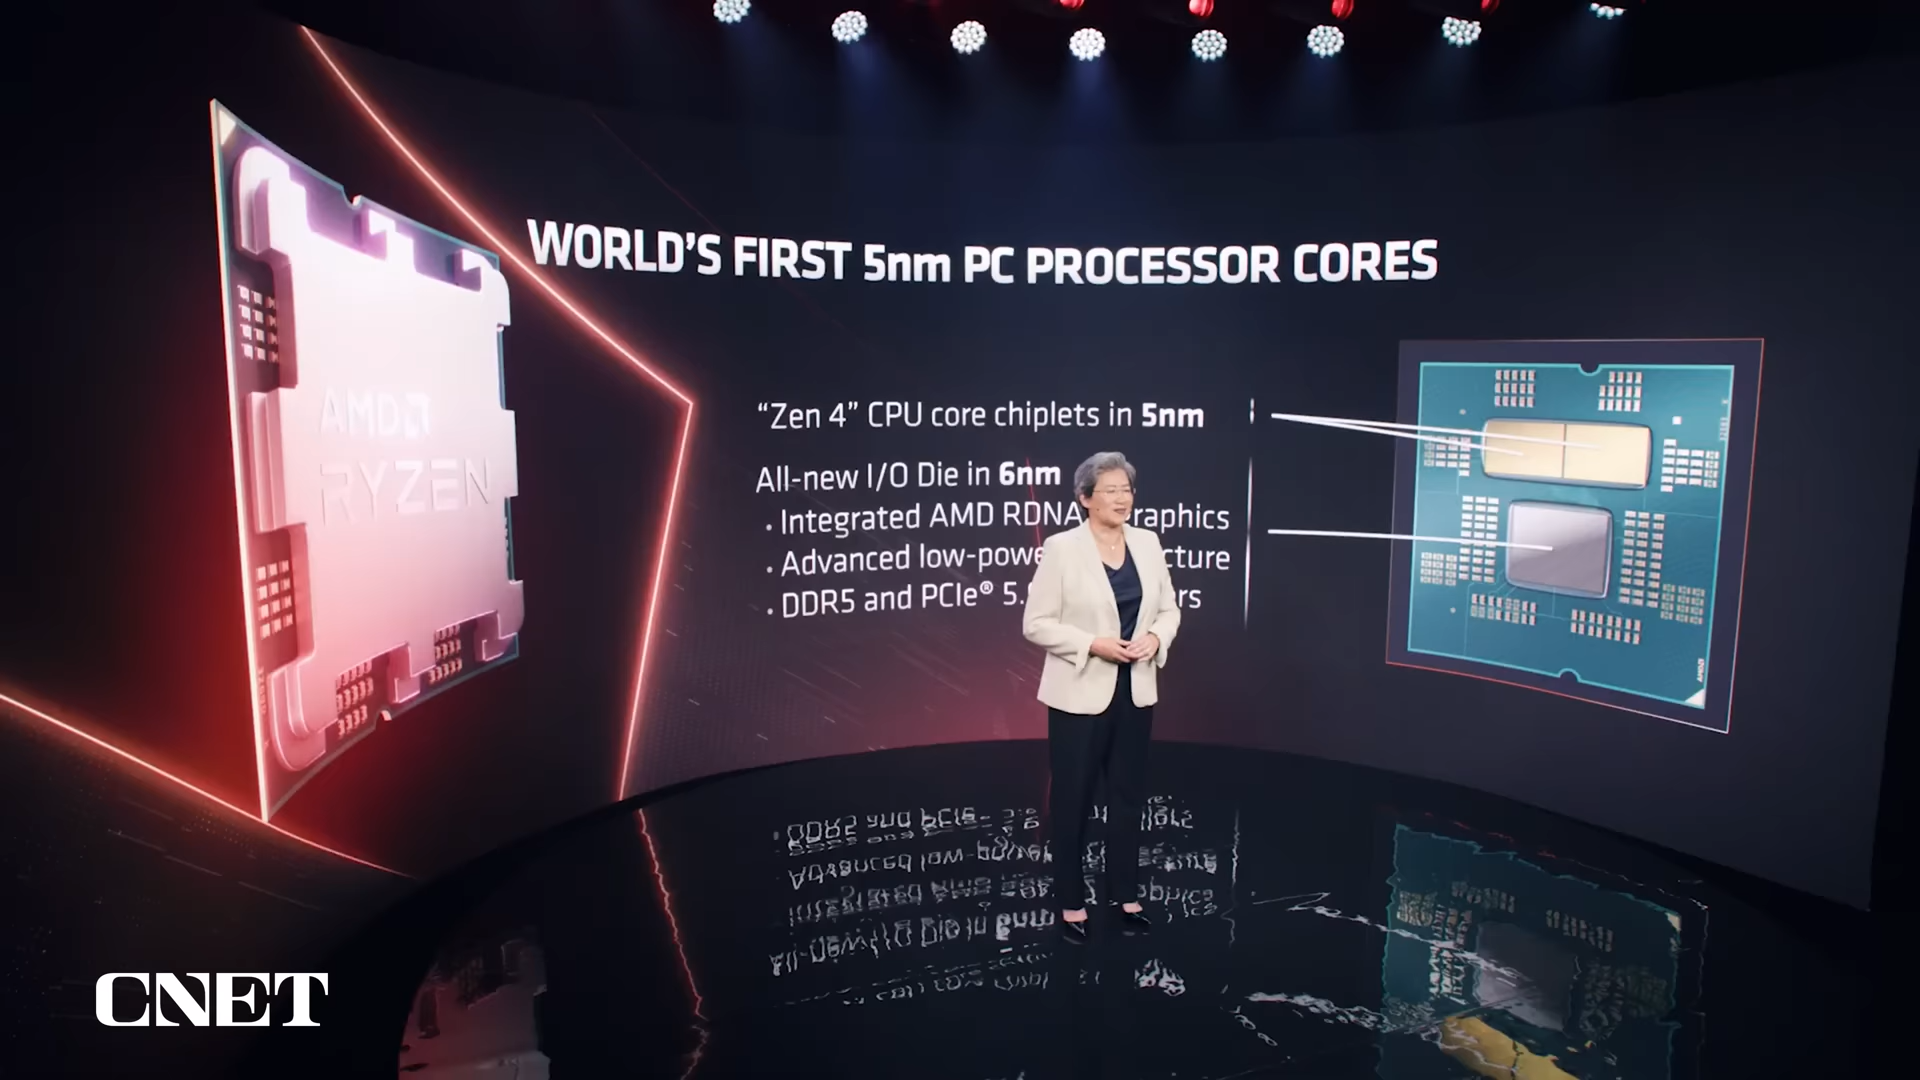 WORLD'S FIRST 5nm PC PROCESSOR CORES
"Zen 4" CPU core chiplets in 5nm
All-new I/O Die in 6nm
• Integrated AMD RDNA raphics
• Advanced low-powe cture
• DDR5 and PCIe® 5. rs
AMD
RYZEN
CNET